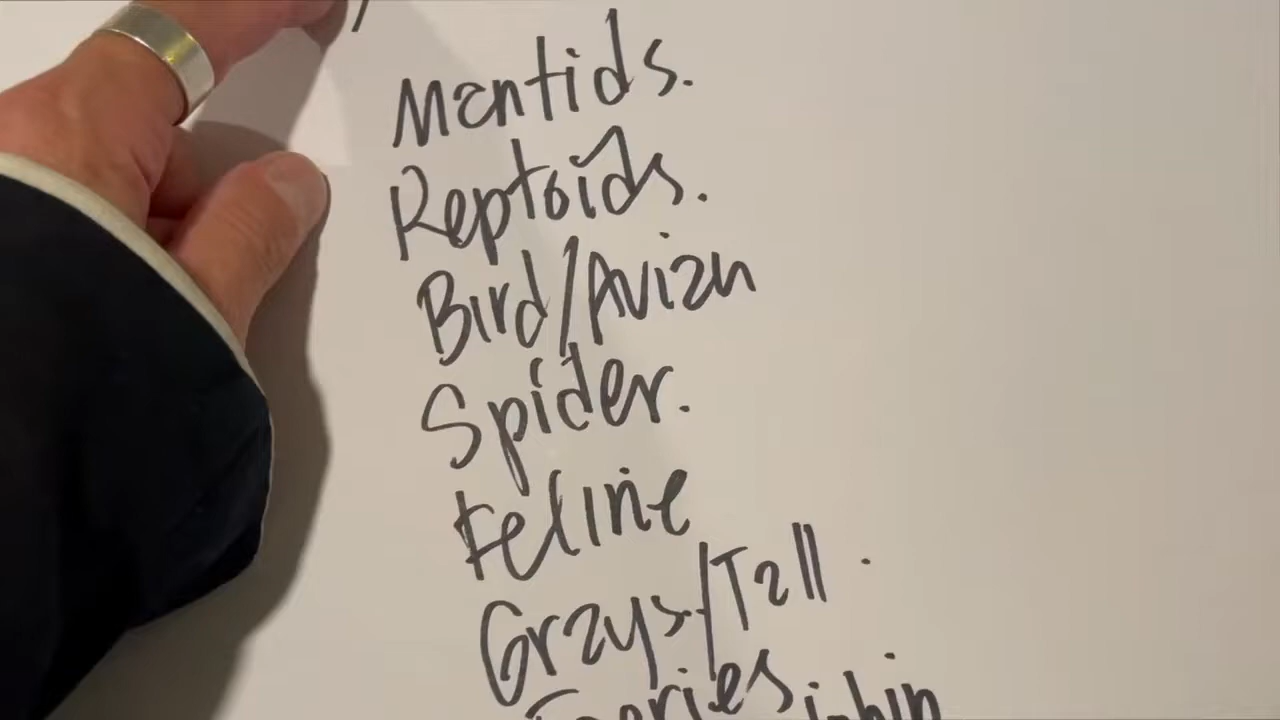 Mantids.
Reptoids.
Bird/Avian
Spider.
Feline
Grays/Tall.